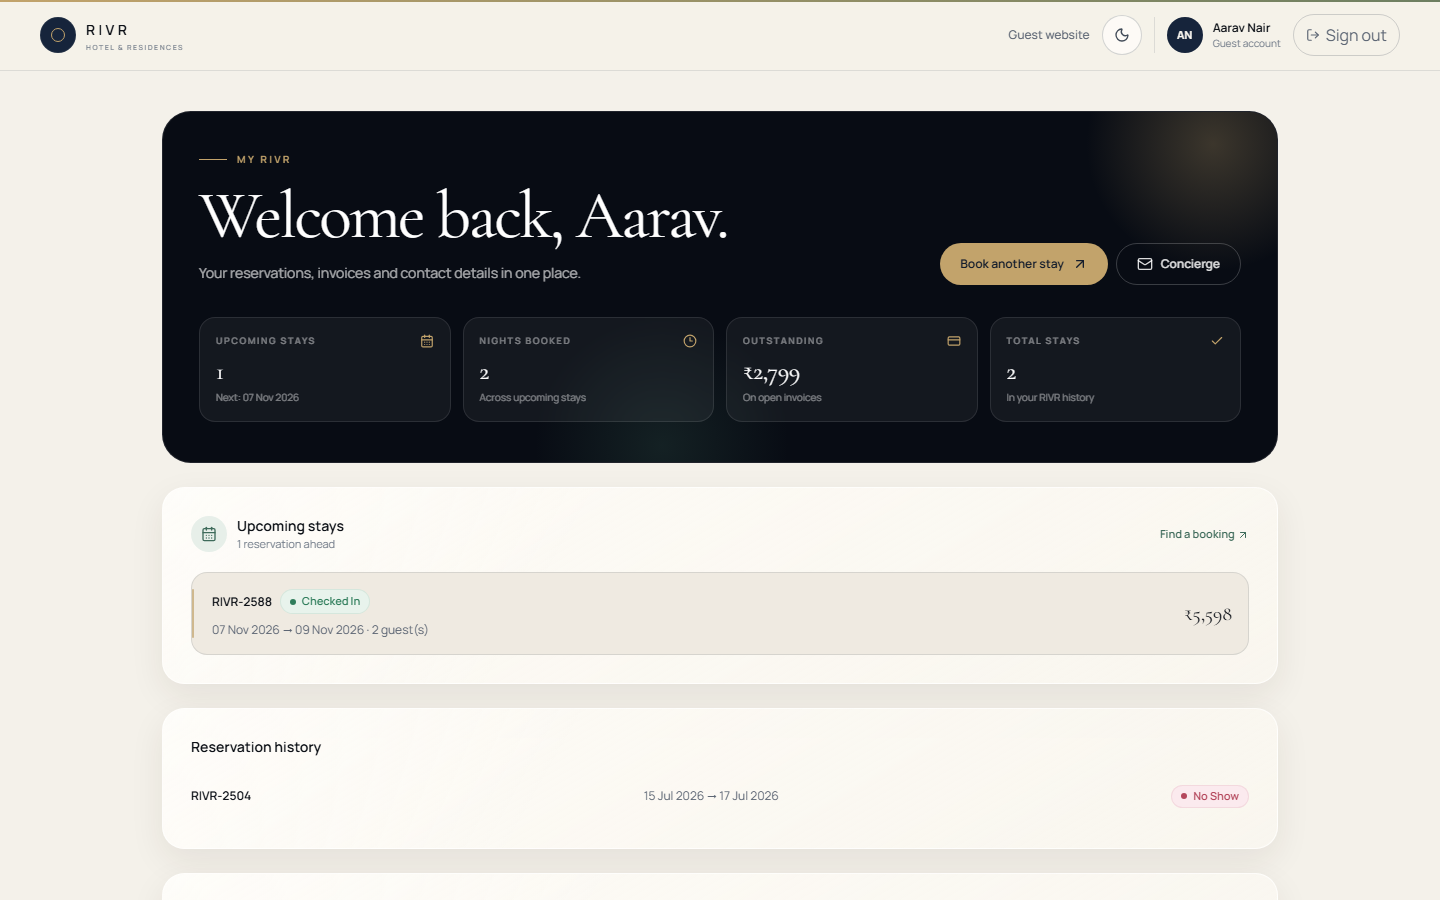 RIVR
HOTEL & RESIDENCES
Guest website
AN
Aarav Nair
Guest account
Sign out
MY RIVR
Welcome back, Aarav.
Your reservations, invoices and contact details in one place.
Book another stay
Concierge
UPCOMING STAYS
1
Next: 07 Nov 2026
NIGHTS BOOKED
2
Across upcoming stays
OUTSTANDING
₹2,799
On open invoices
TOTAL STAYS
2
In your RIVR history
Upcoming stays
1 reservation ahead
Find a booking
RIVR-2588
Checked In
07 Nov 2026 → 09 Nov 2026 · 2 guest(s)
₹5,598
Reservation history
RIVR-2504
15 Jul 2026 → 17 Jul 2026
No Show